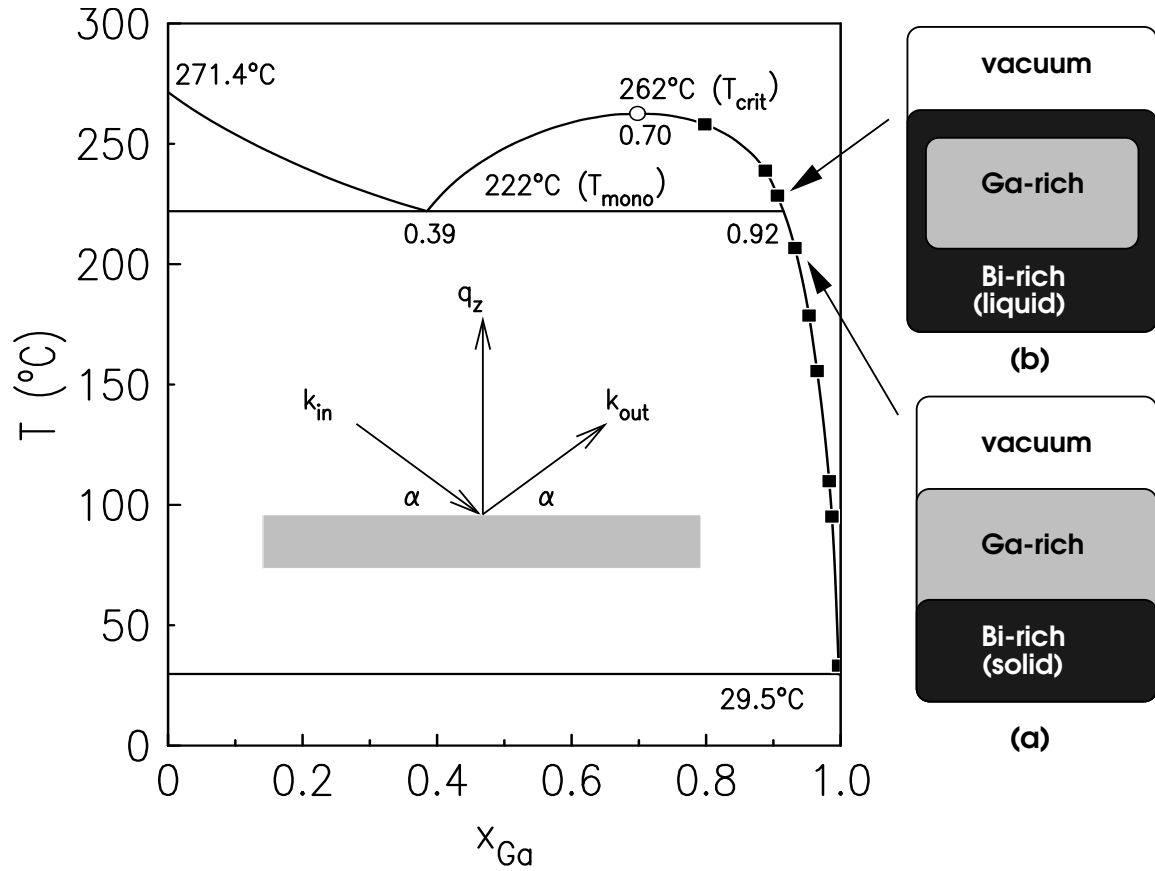 300
250
200
150
100
50
0
T (°C)
0
0.2
0.4
0.6
0.8
1.0
x_Ga
271.4°C
262°C (T_crit)
0.70
222°C (T_mono)
0.39
0.92
q_z
k_in
k_out
α
α
29.5°C
vacuum
Ga-rich
Bi-rich
(liquid)
(b)
vacuum
Ga-rich
Bi-rich
(solid)
(a)